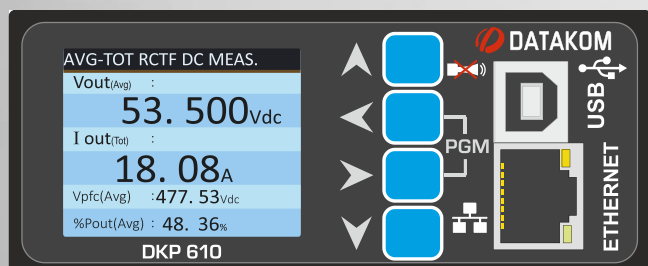 AVG-TOT RCTF DC MEAS.
Vout(Avg) :
53. 500Vdc
I out(Tot) :
18. 08A
Vpfc(Avg) :477. 53Vdc
%Pout(Avg) : 48. 36%
DKP 610
PGM
DATAKOM
USB
ETHERNET